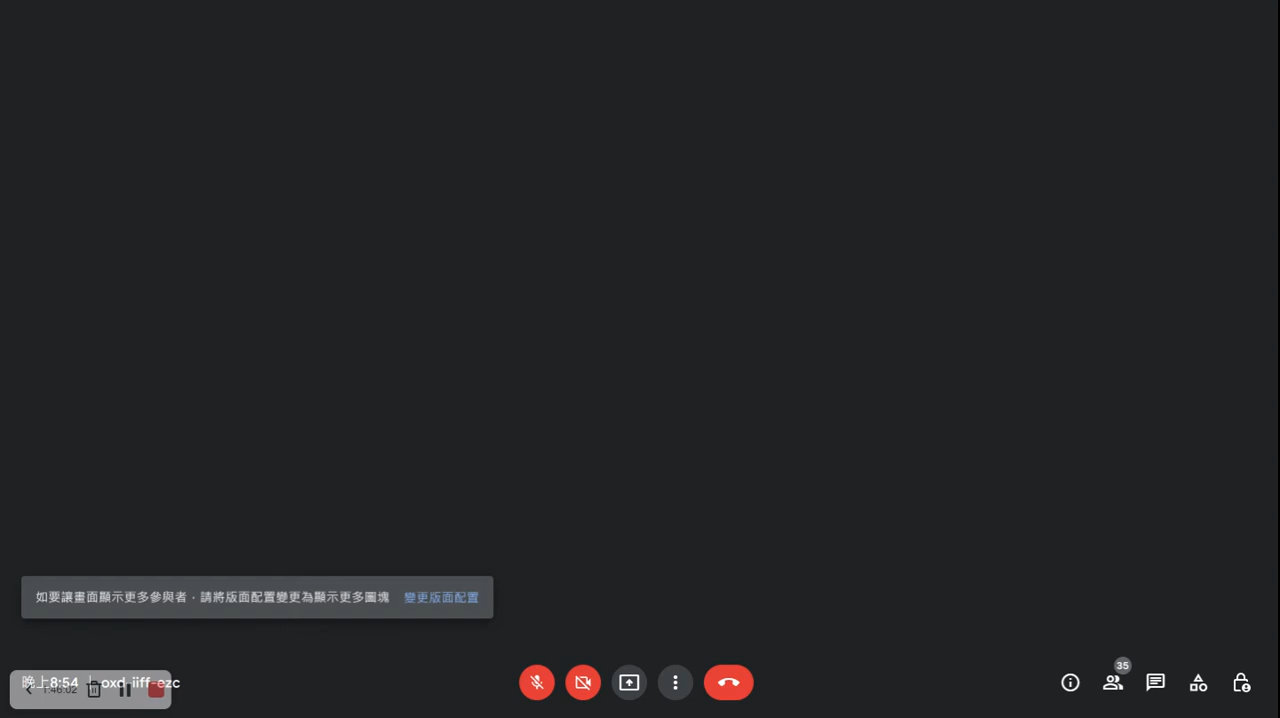 如要讓畫面顯示更多參與者，請將版面配置變更為顯示更多圖塊 變更版面配置
35
晚上8:54 | oxd-iiff-ezc
1:46:02